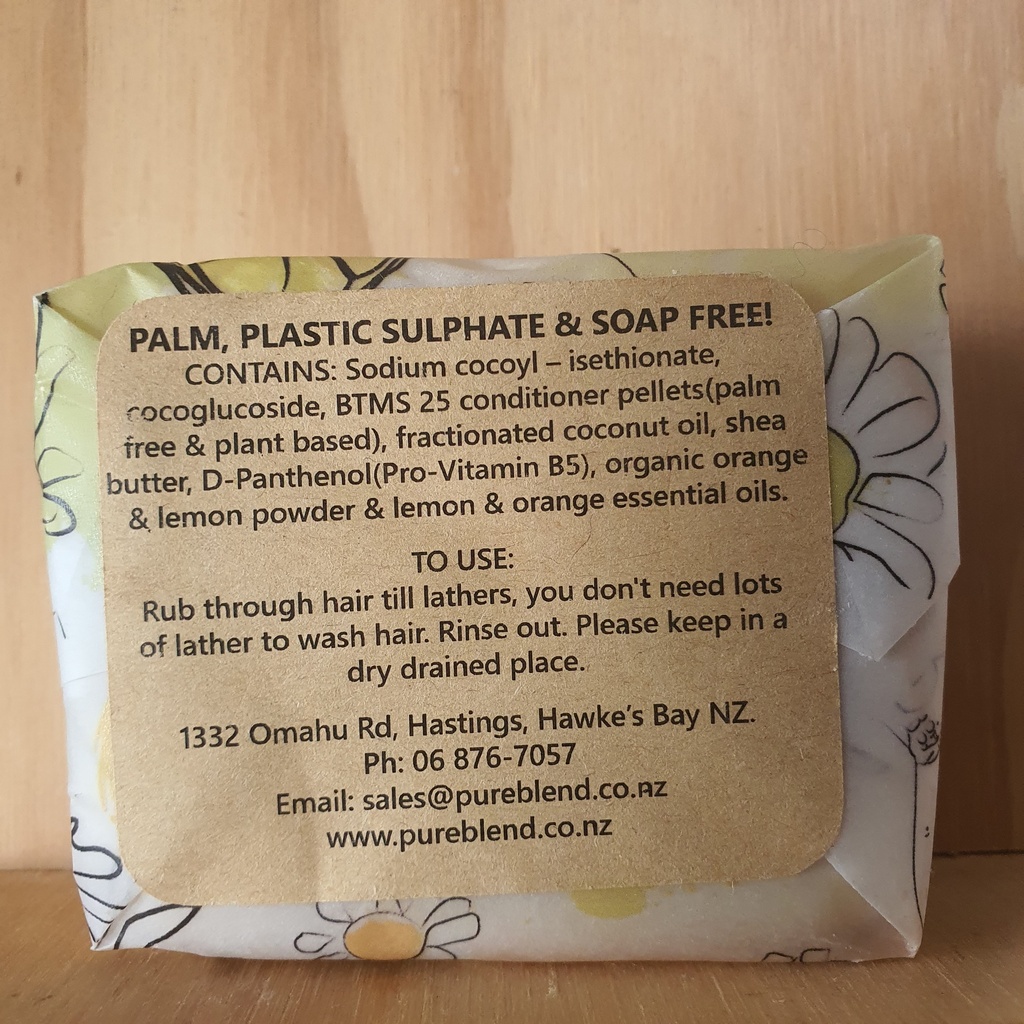 PALM, PLASTIC SULPHATE & SOAP FREE!
CONTAINS: Sodium cocoyl – isethionate,
cocoglucoside, BTMS 25 conditioner pellets(palm
free & plant based), fractionated coconut oil, shea
butter, D-Panthenol(Pro-Vitamin B5), organic orange
& lemon powder & lemon & orange essential oils.
TO USE:
Rub through hair till lathers, you don't need lots
of lather to wash hair. Rinse out. Please keep in a
dry drained place.
1332 Omahu Rd, Hastings, Hawke’s Bay NZ.
Ph: 06 876-7057
Email: sales@pureblend.co.nz
www.pureblend.co.nz